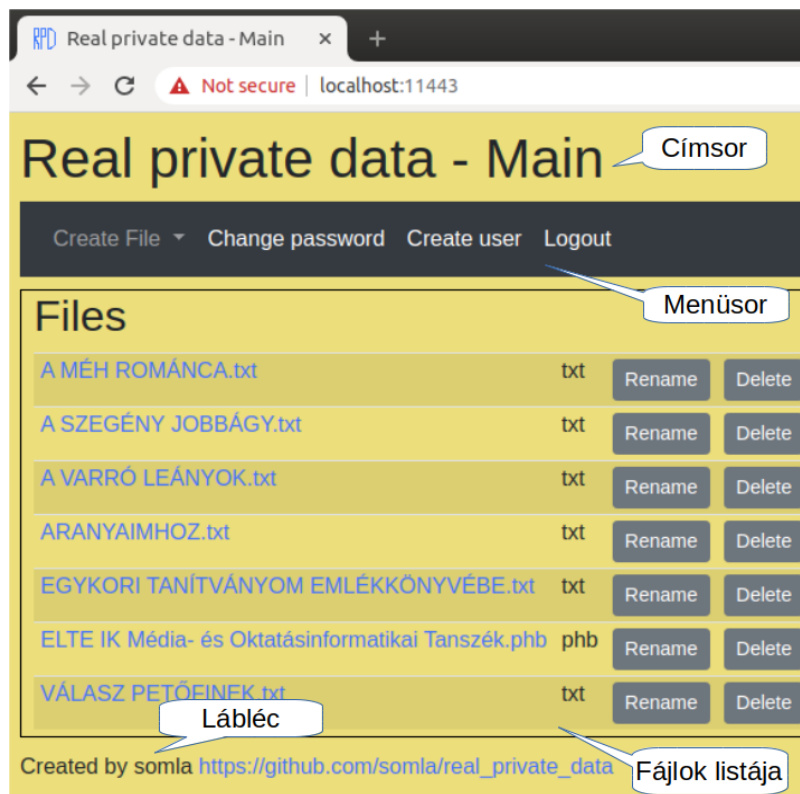 RPD Real private data - Main × +
Not secure | localhost:11443
Real private data - Main
Címsor
Create File Change password Create user Logout
Menüsor
Files
A MÉH ROMÁNCA.txt txt Rename Delete
A SZEGÉNY JOBBÁGY.txt txt Rename Delete
A VARRÓ LEÁNYOK.txt txt Rename Delete
ARANYAIMHOZ.txt txt Rename Delete
EGYKORI TANÍTVÁNYOM EMLÉKKÖNYVÉBE.txt txt Rename Delete
ELTE IK Média- és Oktatásinformatikai Tanszék.phb phb Rename Delete
VÁLASZ PETŐFINEK.txt txt Rename Delete
Lábléc
Created by somla https://github.com/somla/real_private_data
Fájlok listája